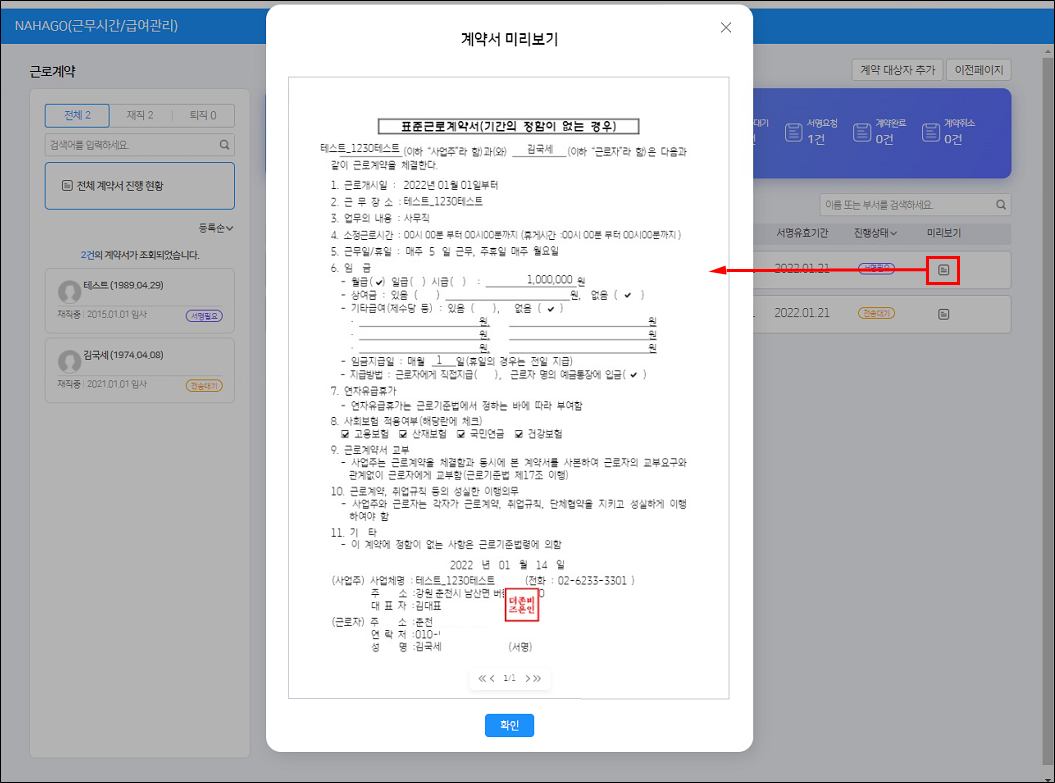 NAHAGO(근무시간/급여관리)
근로계약
계약 대상자 추가
이전페이지
전체 2
재직 2
퇴직 0
검색어를 입력하세요.
전체 계약서 진행 현황
등록순
2건의 계약서가 조회되었습니다.
테스트 (1989.04.29)
재직중 2015.01.01 입사
서명필요
김국세 (1974.04.08)
재직중 2021.01.01 입사
전송대기
계약서 미리보기
표준근로계약서(기간의 정함이 없는 경우)
테스트_1230테스트 (이하 "사업주"라 함)과(와) 김국세 (이하 "근로자"라 함)은 다음과
같이 근로계약을 체결한다.
1. 근로개시일 : 2022년 01월 01일부터
2. 근 무 장 소 : 테스트_1230테스트
3. 업무의 내용 : 사무직
4. 소정근로시간 : 00시 00분 부터 00시00분까지 (휴게시간 :00시 00분 부터 00시00분까지)
5. 근무일/휴일 : 매주 5 일 근무, 주휴일 매주 월요일
6. 임 금
- 월급(✔) 일급( ) 시급( ) : 1,000,000 원
- 상여금 : 있음 ( ) 원, 없음 ( ✔ )
- 기타급여(제수당 등) : 있음 ( ), 없음 ( ✔ )
· 원, 원
· 원, 원
· 원, 원
- 임금지급일 : 매월 1 일(휴일의 경우는 전일 지급)
- 지급방법 : 근로자에게 직접지급( ), 근로자 명의 예금통장에 입금( ✔ )
7. 연차유급휴가
- 연차유급휴가는 근로기준법에서 정하는 바에 따라 부여함
8. 사회보험 적용여부(해당란에 체크)
☑ 고용보험 ☑ 산재보험 ☑ 국민연금 ☑ 건강보험
9. 근로계약서 교부
- 사업주는 근로계약을 체결함과 동시에 본 계약서를 사본하여 근로자의 교부요구와
관계없이 근로자에게 교부함(근로기준법 제17조 이행)
10. 근로계약, 취업규칙 등의 성실한 이행의무
- 사업주와 근로자는 각자가 근로계약, 취업규칙, 단체협약을 지키고 성실하게 이행
하여야 함
11. 기 타
- 이 계약에 정함이 없는 사항은 근로기준법령에 의함
2022 년 01 월 14 일
(사업주) 사업체명 : 테스트_1230테스트 (전화 : 02-6233-3301 )
주 소 : 강원 춘천시 남산면 버 0
대 표 자 : 김대표
더존비
즈온인
(근로자) 주 소 : 춘천
연 락 처 : 010-
성 명 : 김국세 (서명)
1/1
확인
대기
건
서명요청
1건
계약완료
0건
계약취소
0건
이름 또는 부서를 검색하세요.
서명유효기간 진행상태 미리보기
2022.01.21 서명필요
2022.01.21 전송대기